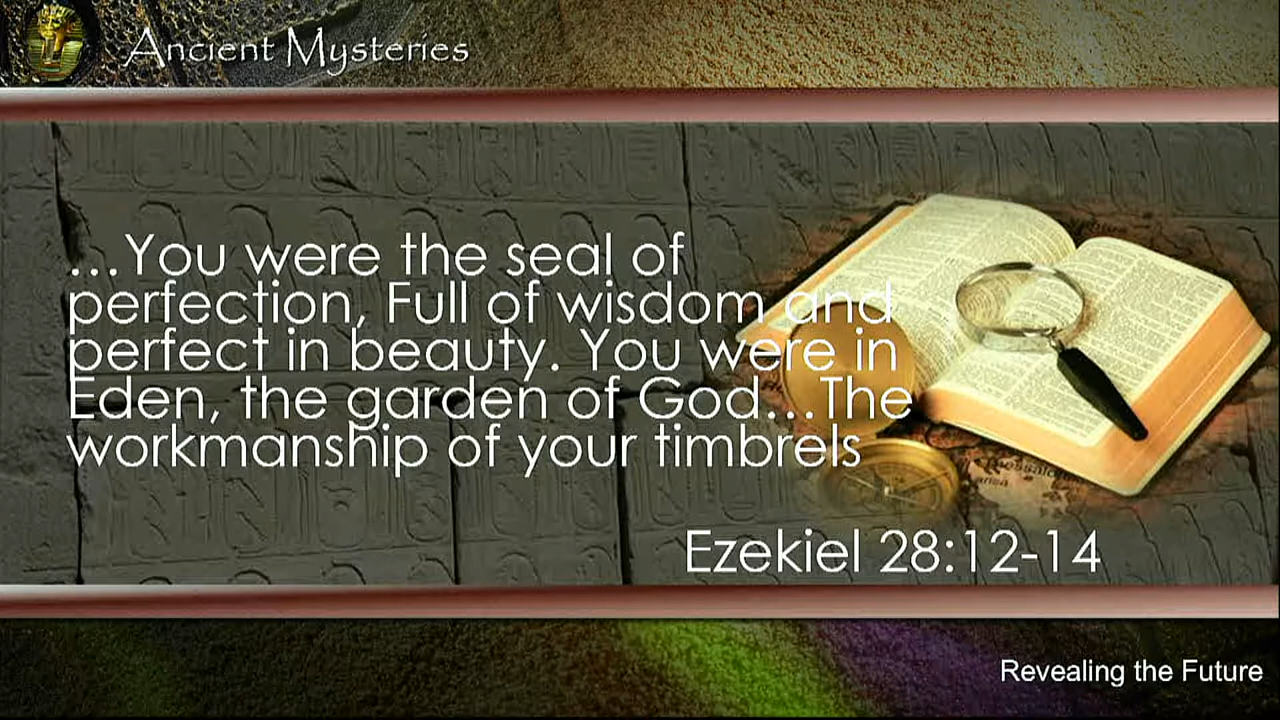 Ancient Mysteries
...You were the seal of
perfection, Full of wisdom and
perfect in beauty. You were in
Eden, the garden of God...The
workmanship of your timbrels
Ezekiel 28:12-14
Revealing the Future